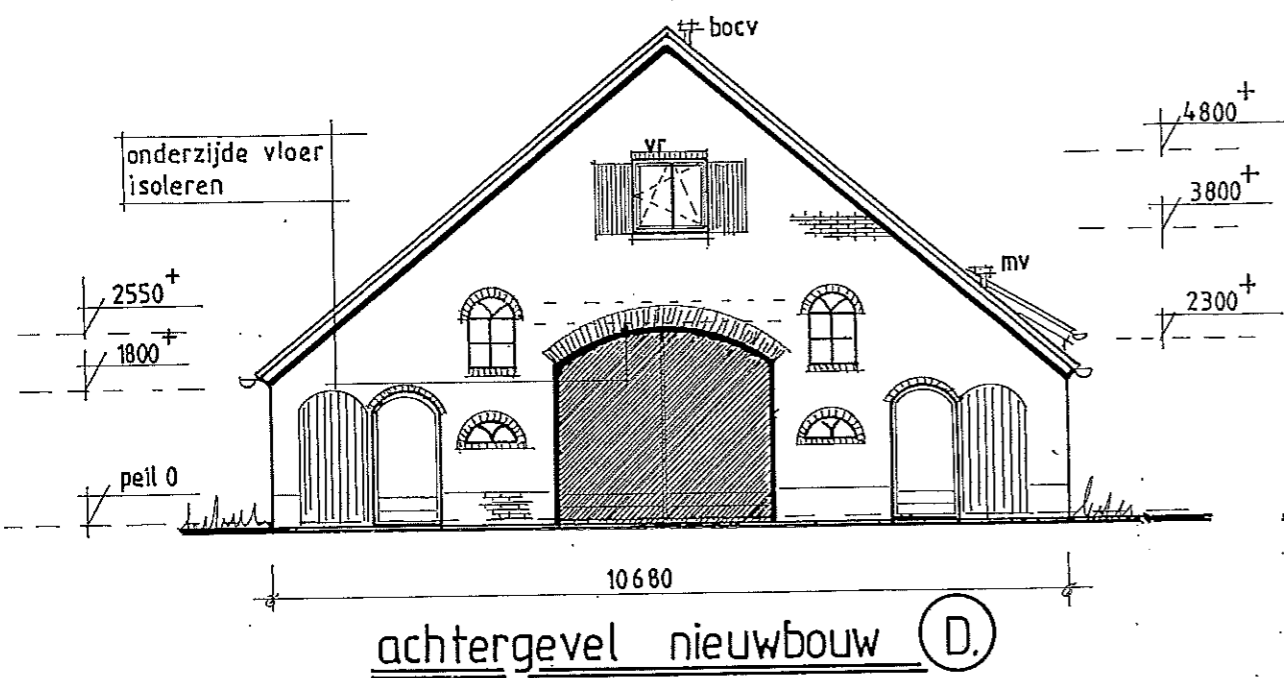 bocv
4800+
onderzijde vloer
isoleren
vr
3800+
mv
2550+
2300+
1800+
peil 0
10680
achtergevel nieuwbouw D.